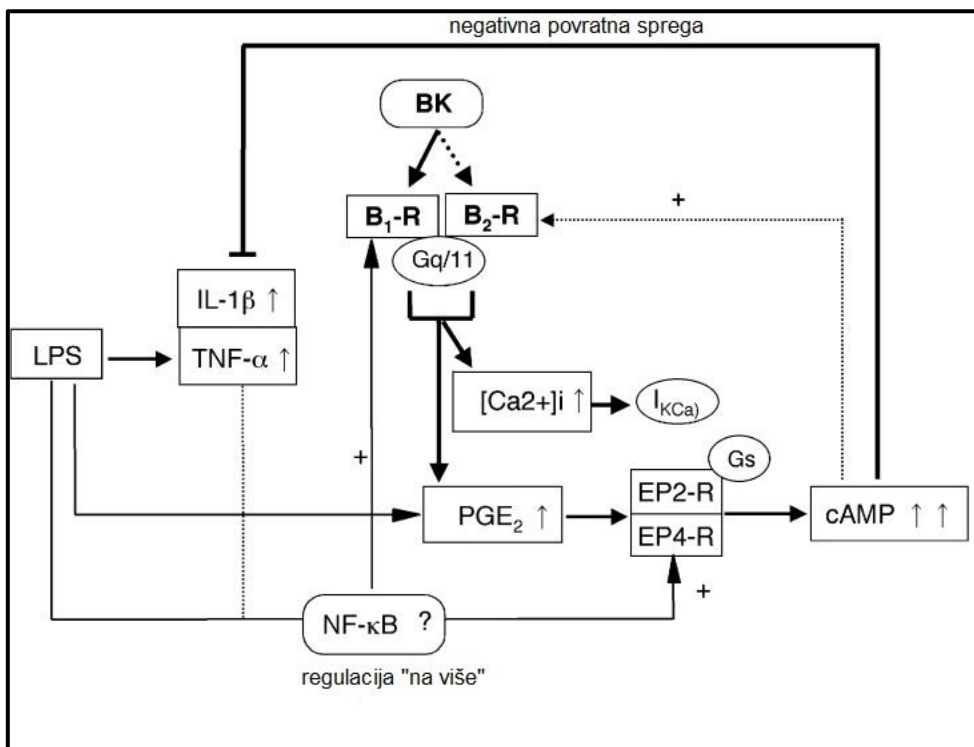 negativna povratna sprega
BK
B₁-R
B₂-R
+
Gq/11
IL-1β ↑
LPS
TNF-α ↑
[Ca2+]i ↑
I_KCa)
+
Gs
EP2-R
PGE₂ ↑
cAMP ↑ ↑
EP4-R
+
NF-κB ?
regulacija "na više"